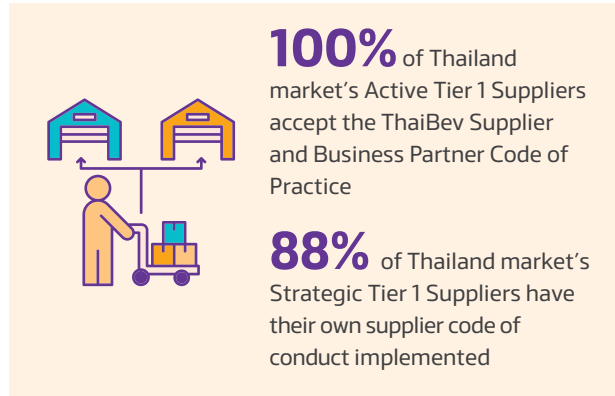 100% of Thailand
market's Active Tier 1 Suppliers
accept the ThaiBev Supplier
and Business Partner Code of
Practice
88% of Thailand market's
Strategic Tier 1 Suppliers have
their own supplier code of
conduct implemented